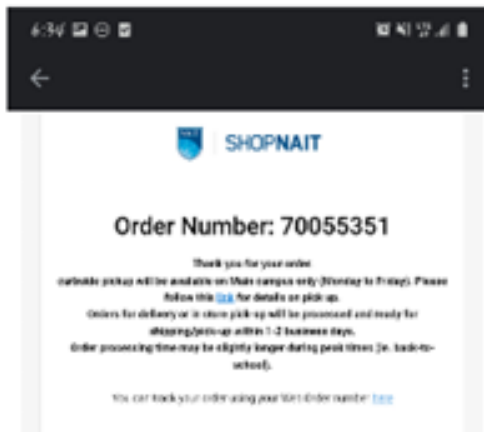 6:34
SHOPNAIT
Order Number: 70055351
Thank you for your order
curbside pickup will be available on Main campus only (Monday to Friday). Please
follow this link for details on pick up.
Orders for delivery or in store pick-up will be processed and ready for
shipping/pick-up within 1-2 business days.
Order processing time may be slightly longer during peak times (ie. back-to-
school).
You can track your order using your Web Order number here